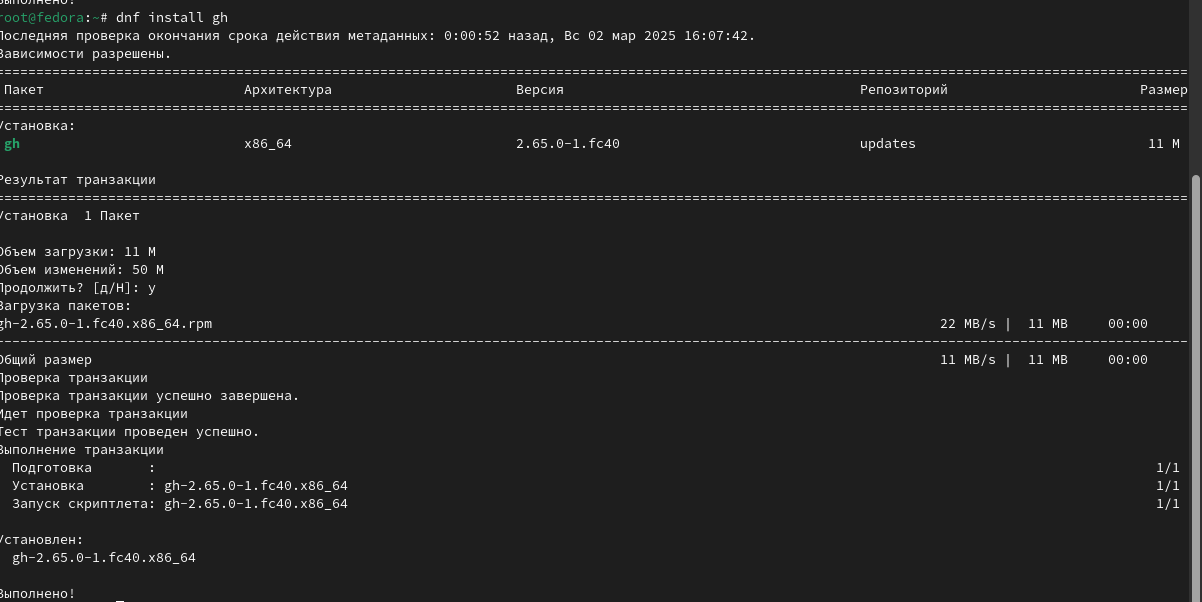 Выполнено!
root@fedora:~# dnf install gh
Последняя проверка окончания срока действия метаданных: 0:00:52 назад, Вс 02 мар 2025 16:07:42.
Зависимости разрешены.
Пакет Архитектура Версия Репозиторий Размер
Установка:
gh x86_64 2.65.0-1.fc40 updates 11 M
Результат транзакции
Установка 1 Пакет
Объем загрузки: 11 M
Объем изменений: 50 M
Продолжить? [д/Н]: y
Загрузка пакетов:
gh-2.65.0-1.fc40.x86_64.rpm 22 MB/s | 11 MB 00:00
Общий размер 11 MB/s | 11 MB 00:00
Проверка транзакции
Проверка транзакции успешно завершена.
Идет проверка транзакции
Тест транзакции проведен успешно.
Выполнение транзакции
Подготовка : 1/1
Установка : gh-2.65.0-1.fc40.x86_64 1/1
Запуск скриптлета: gh-2.65.0-1.fc40.x86_64 1/1
Установлен:
gh-2.65.0-1.fc40.x86_64
Выполнено!